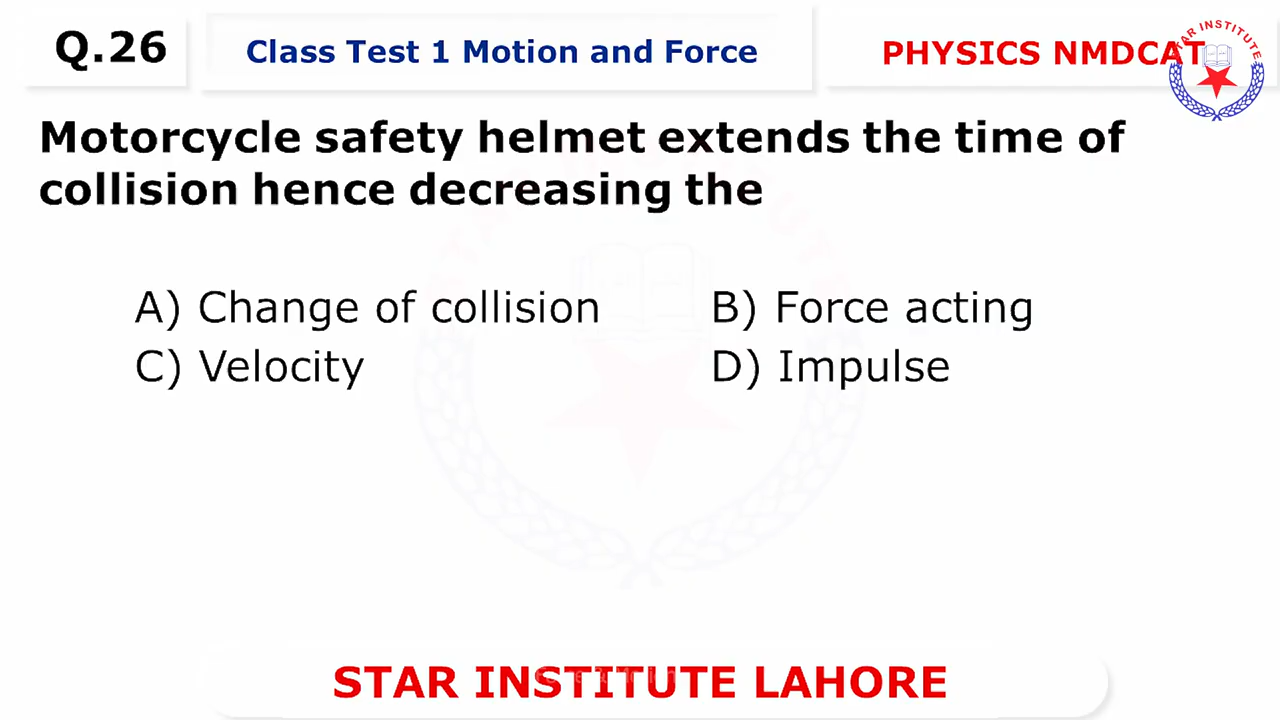 Q.26
Class Test 1 Motion and Force
PHYSICS NMDCAT
STAR INSTITUTE
Motorcycle safety helmet extends the time of
collision hence decreasing the
A) Change of collision
B) Force acting
C) Velocity
D) Impulse
STAR INSTITUTE LAHORE